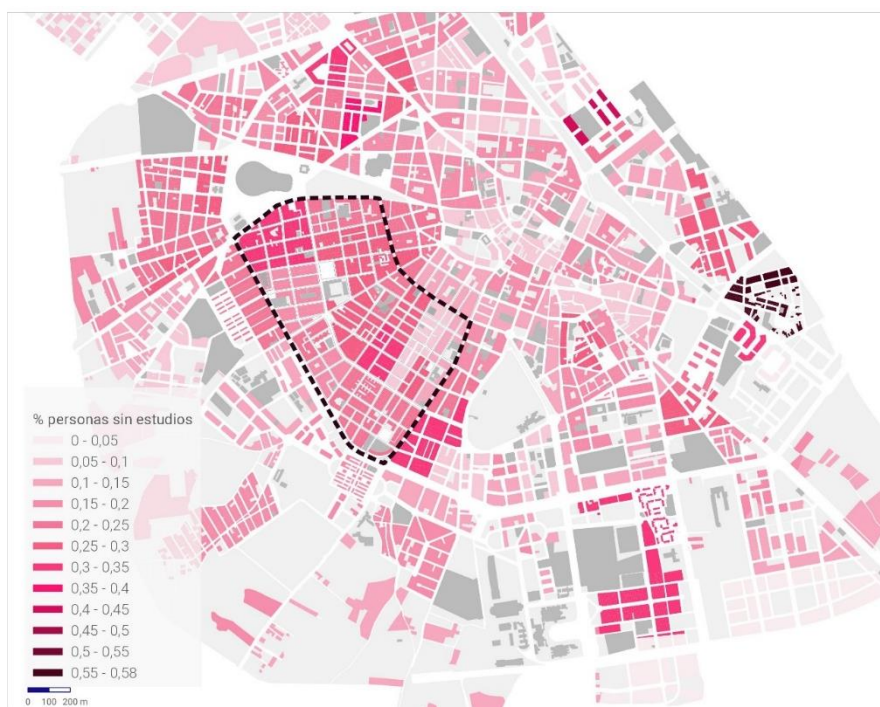 % personas sin estudios
0 - 0,05
0,05 - 0,1
0,1 - 0,15
0,15 - 0,2
0,2 - 0,25
0,25 - 0,3
0,3 - 0,35
0,35 - 0,4
0,4 - 0,45
0,45 - 0,5
0,5 - 0,55
0,55 - 0,58
0 100 200 m